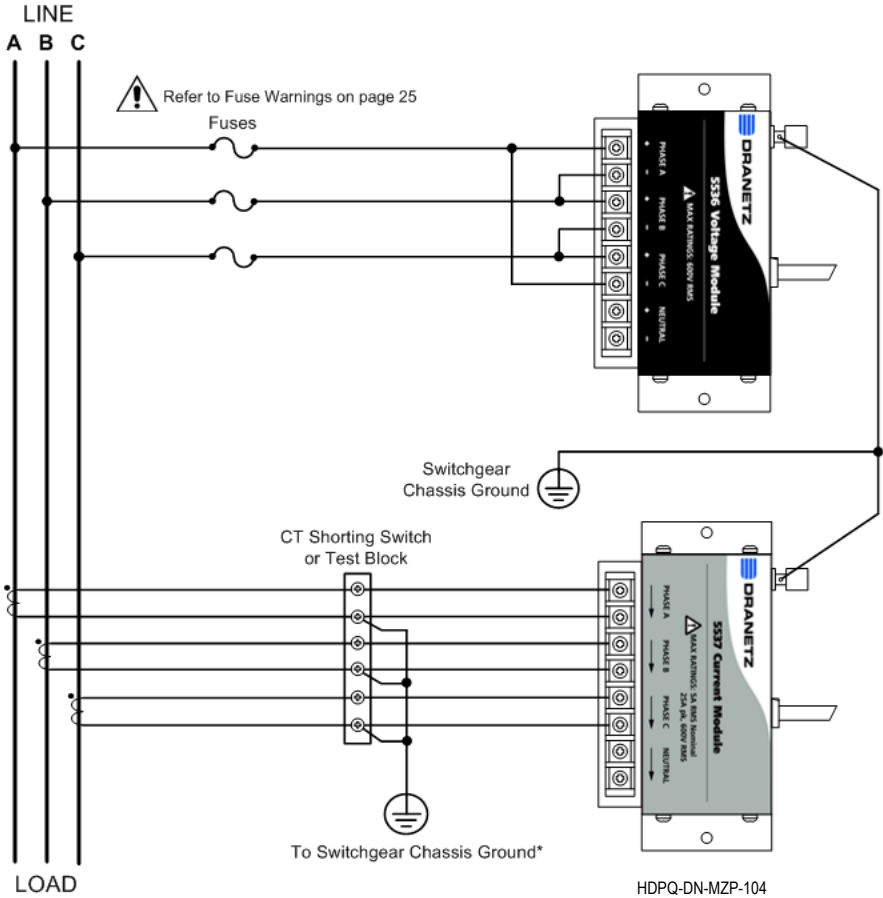 LINE
A B C
Refer to Fuse Warnings on page 25
Fuses
DRANETZ
5536 Voltage Module
MAX RATINGS: 600V RMS
+ PHASE A -
+ PHASE B -
+ PHASE C -
+ NEUTRAL -
Switchgear
Chassis Ground
CT Shorting Switch
or Test Block
DRANETZ
5537 Current Module
MAX RATINGS: 5A RMS Nominal
25A pk, 600V RMS
PHASE A
PHASE B
PHASE C
NEUTRAL
To Switchgear Chassis Ground*
LOAD
HDPQ-DN-MZP-104